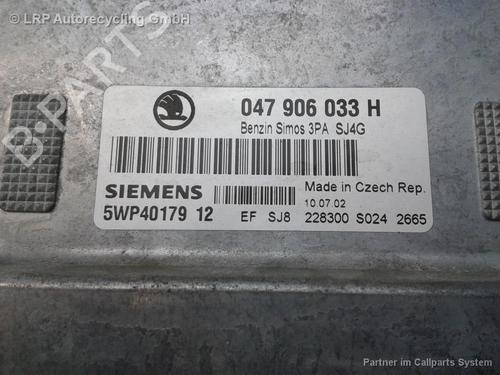 © LRP Autorecycling GmbH
B-PARTS
047 906 033 H
Benzin Simos 3PA SJ4G
SIEMENS
Made in Czech Rep.
10.07.02
5WP40179 12
EF SJ8
228300 S024 2665
Partner im Callparts System